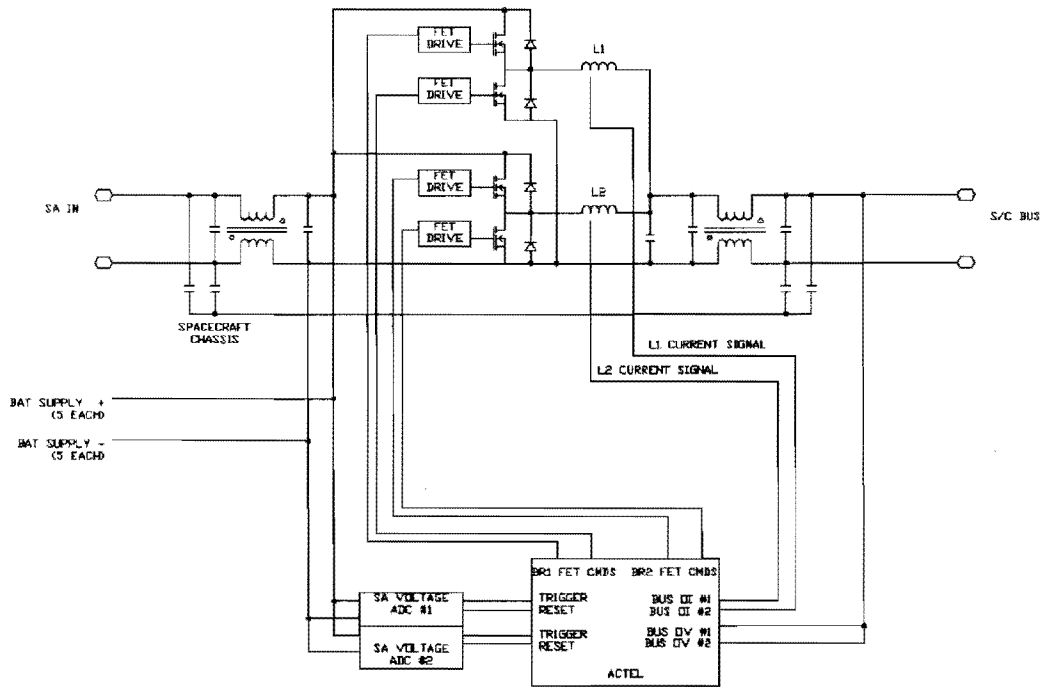 FET
DRIVE
L1
FET
DRIVE
FET
DRIVE
L2
SA IN
S/C BUS
FET
DRIVE
SPACECRAFT
CHASSIS
L1 CURRENT SIGNAL
L2 CURRENT SIGNAL
BAT SUPPLY +
(5 EACH)
BAT SUPPLY -
(5 EACH)
BR1 FET CMDS BR2 FET CMDS
SA VOLTAGE
ADC #1
TRIGGER
RESET
BUS OI #1
BUS OI #2
TRIGGER
RESET
BUS OV #1
BUS OV #2
SA VOLTAGE
ADC #2
ACTEL